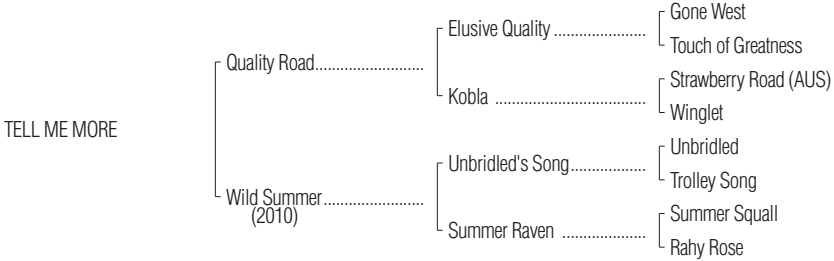 Gone West
Elusive Quality ......................
Touch of Greatness
Quality Road..........................
Strawberry Road (AUS)
Kobla ....................................
Winglet
TELL ME MORE
Unbridled
Unbridled's Song..................
Trolley Song
Wild Summer........................
(2010)
Summer Squall
Summer Raven ....................
Rahy Rose